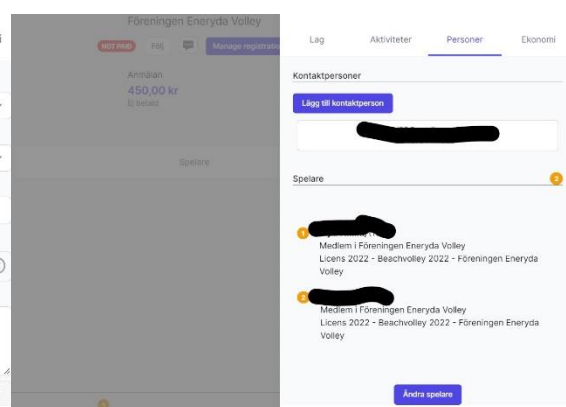 Föreningen Eneryda Volley
NOT PAID Följ Manage registratio
Anmälan
450,00 kr
Ej betald
Spelare
Lag Aktiviteter Personer Ekonomi
Kontaktpersoner
Lägg till kontaktperson
Spelare 2
1
Medlem i Föreningen Eneryda Volley
Licens 2022 - Beachvolley 2022 - Föreningen Eneryda
Volley
2
Medlem i Föreningen Eneryda Volley
Licens 2022 - Beachvolley 2022 - Föreningen Eneryda
Volley
Ändra spelare